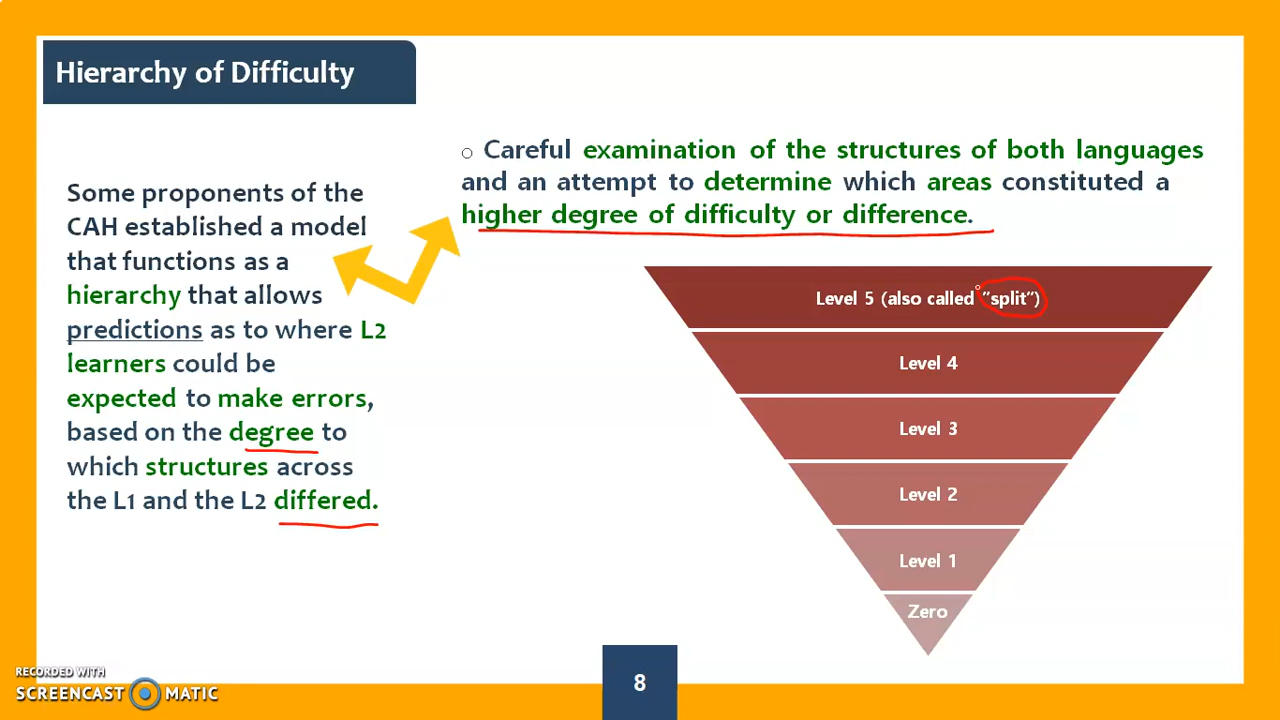 Hierarchy of Difficulty
Some proponents of the
CAH established a model
that functions as a
hierarchy that allows
predictions as to where L2
learners could be
expected to make errors,
based on the degree to
which structures across
the L1 and the L2 differed.
○ Careful examination of the structures of both languages
and an attempt to determine which areas constituted a
higher degree of difficulty or difference.
Level 5 (also called "split")
Level 4
Level 3
Level 2
Level 1
Zero
8
RECORDED WITH
SCREENCAST MATIC